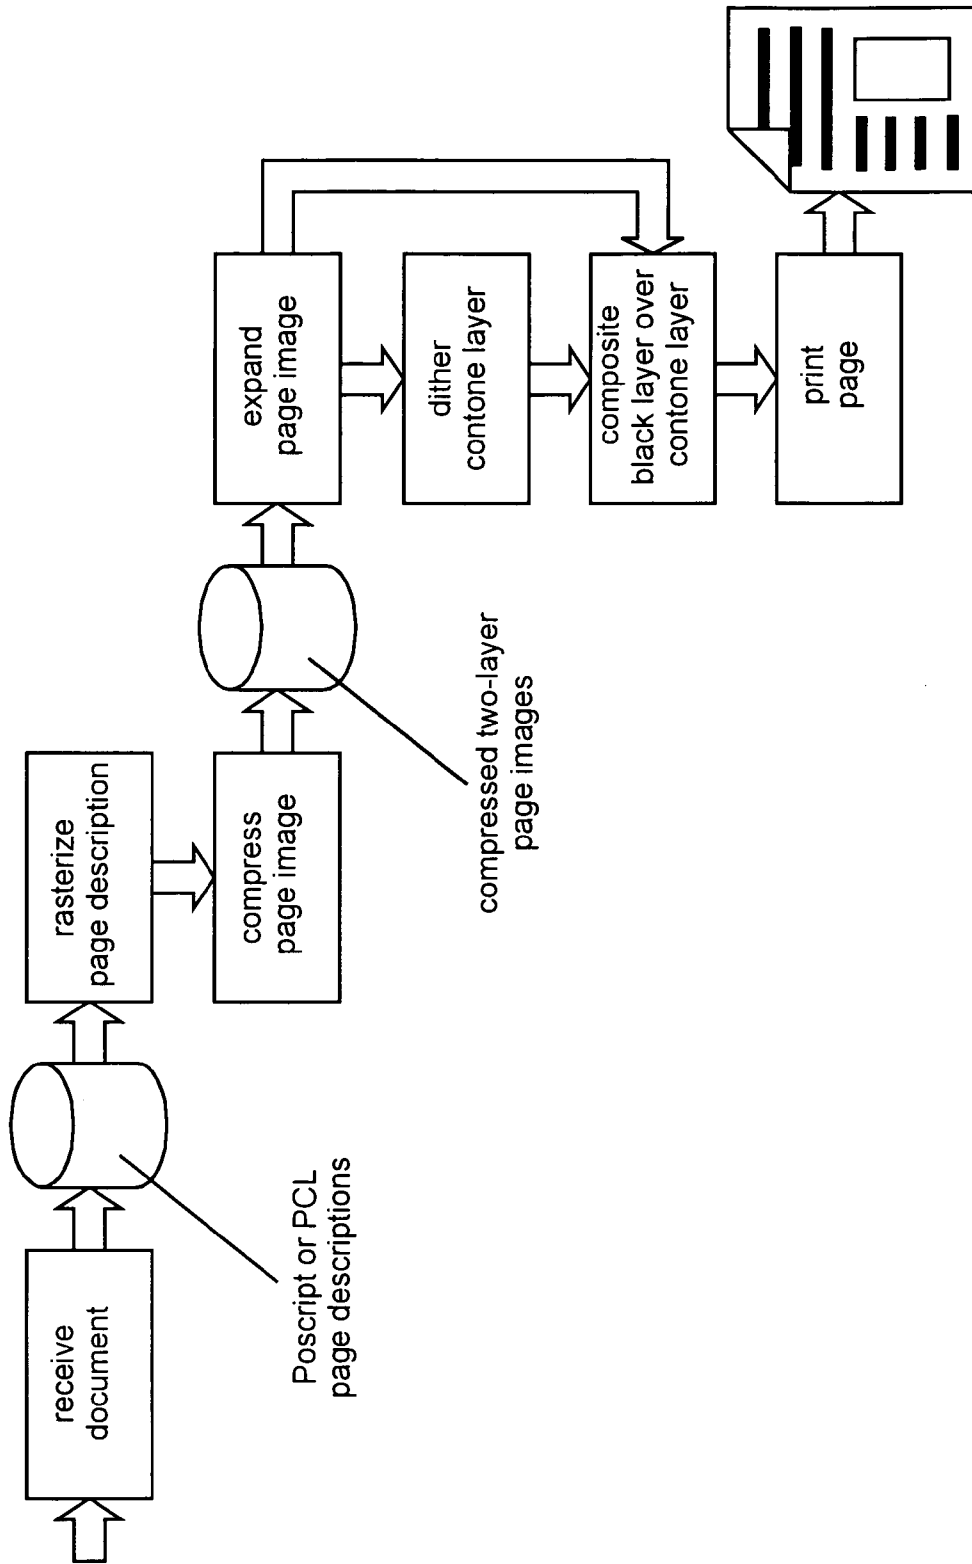 receive
document
Poscript or PCL
page descriptions
rasterize
page description
compress
page image
compressed two-layer
page images
expand
page image
dither
contone layer
composite
black layer over
contone layer
print
page